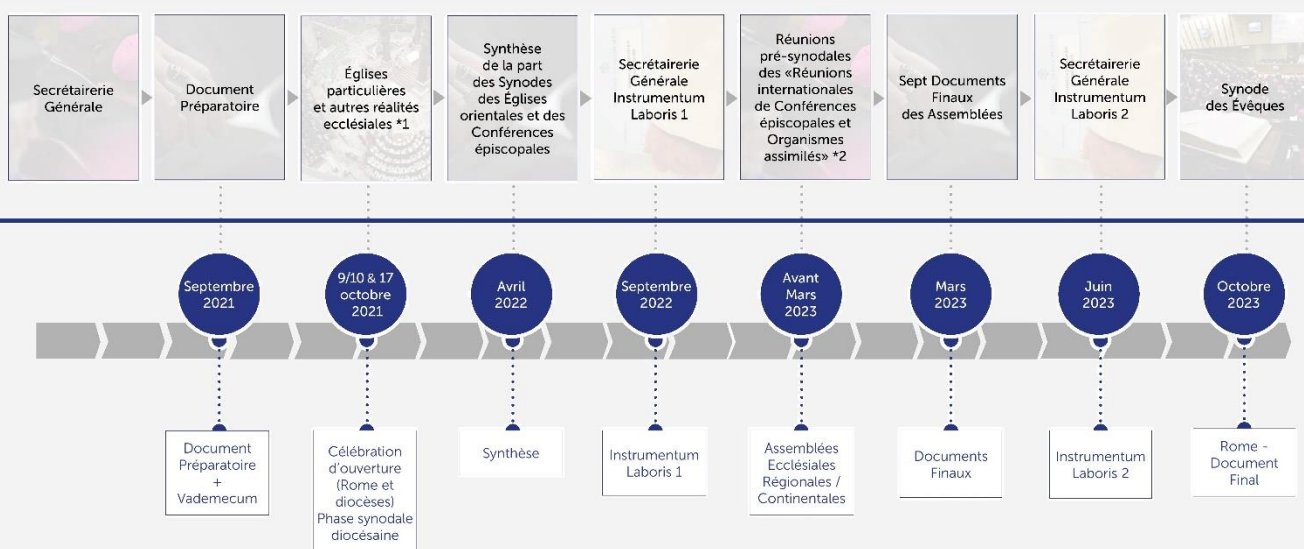 Secrétairerie
Générale
Document
Préparatoire
Églises
particulières
et autres réalités
ecclésiales *1
Synthèse
de la part
des Synodes
des Églises
orientales et des
Conférences
épiscopales
Secrétairerie
Générale
Instrumentum
Laboris 1
Réunions
pré-synodales
des «Réunions
internationales
de Conférences
épiscopales et
Organismes
assimilés» *2
Sept Documents
Finaux
des Assemblées
Secrétairerie
Générale
Instrumentum
Laboris 2
Synode
des Évêques
Septembre
2021
9/10 & 17
octobre
2021
Avril
2022
Septembre
2022
Avant
Mars
2023
Mars
2023
Juin
2023
Octobre
2023
Document
Préparatoire
+
Vademecum
Célébration
d'ouverture
(Rome et
diocèses)
Phase synodale
diocésaine
Synthèse
Instrumentum
Laboris 1
Assemblées
Ecclésiales
Régionales /
Continentales
Documents
Finaux
Instrumentum
Laboris 2
Rome -
Document
Final